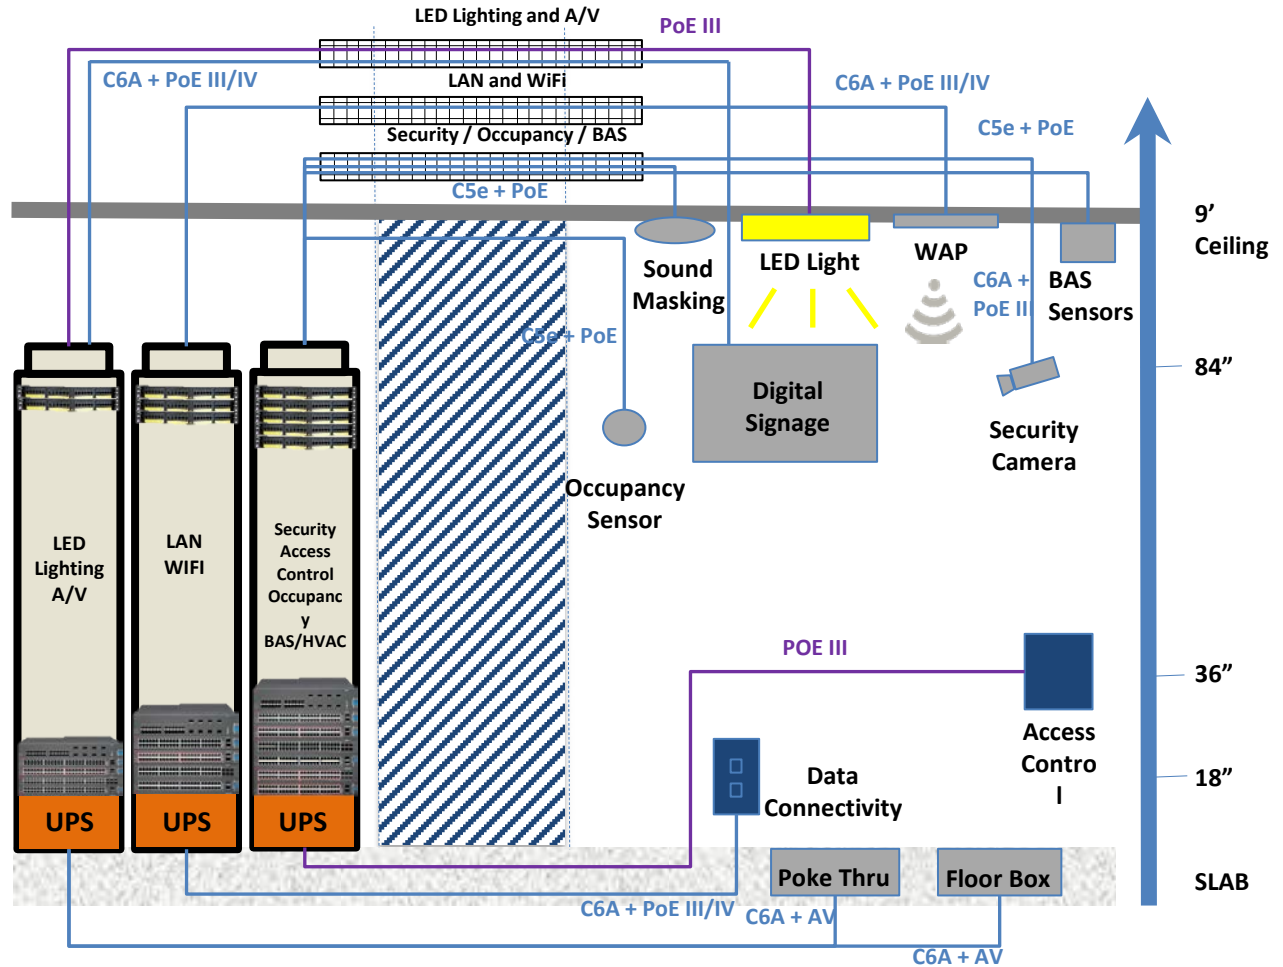 LED Lighting and A/V
PoE III
C6A + PoE III/IV
LAN and WiFi
C6A + PoE III/IV
Security / Occupancy / BAS
C5e + PoE
C5e + PoE
9’
Ceiling
Sound
Masking
LED Light
WAP
C6A +
PoE III
BAS
Sensors
C5e + PoE
84”
Digital
Signage
Security
Camera
Occupancy
Sensor
LED
Lighting
A/V
LAN
WIFI
Security
Access
Control
Occupanc
y
BAS/HVAC
POE III
36”
Access
Contro
l
Data
Connectivity
18”
UPS
UPS
UPS
Poke Thru
Floor Box
SLAB
C6A + PoE III/IV
C6A + AV
C6A + AV